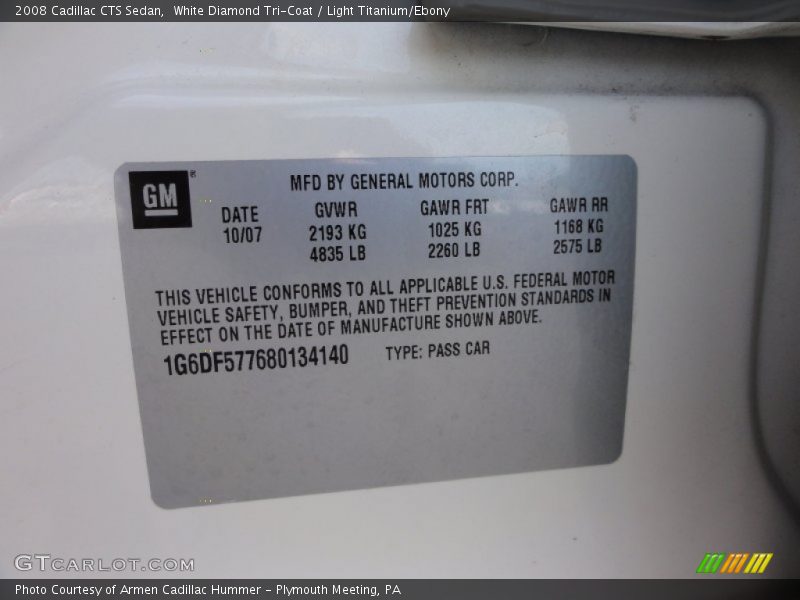 2008 Cadillac CTS Sedan, White Diamond Tri-Coat / Light Titanium/Ebony
GM
MFD BY GENERAL MOTORS CORP.
DATE GVWR GAWR FRT GAWR RR
10/07 2193 KG 1025 KG 1168 KG
4835 LB 2260 LB 2575 LB
THIS VEHICLE CONFORMS TO ALL APPLICABLE U.S. FEDERAL MOTOR
VEHICLE SAFETY, BUMPER, AND THEFT PREVENTION STANDARDS IN
EFFECT ON THE DATE OF MANUFACTURE SHOWN ABOVE.
1G6DF577680134140 TYPE: PASS CAR
GTCARLOT.COM
Photo Courtesy of Armen Cadillac Hummer - Plymouth Meeting, PA